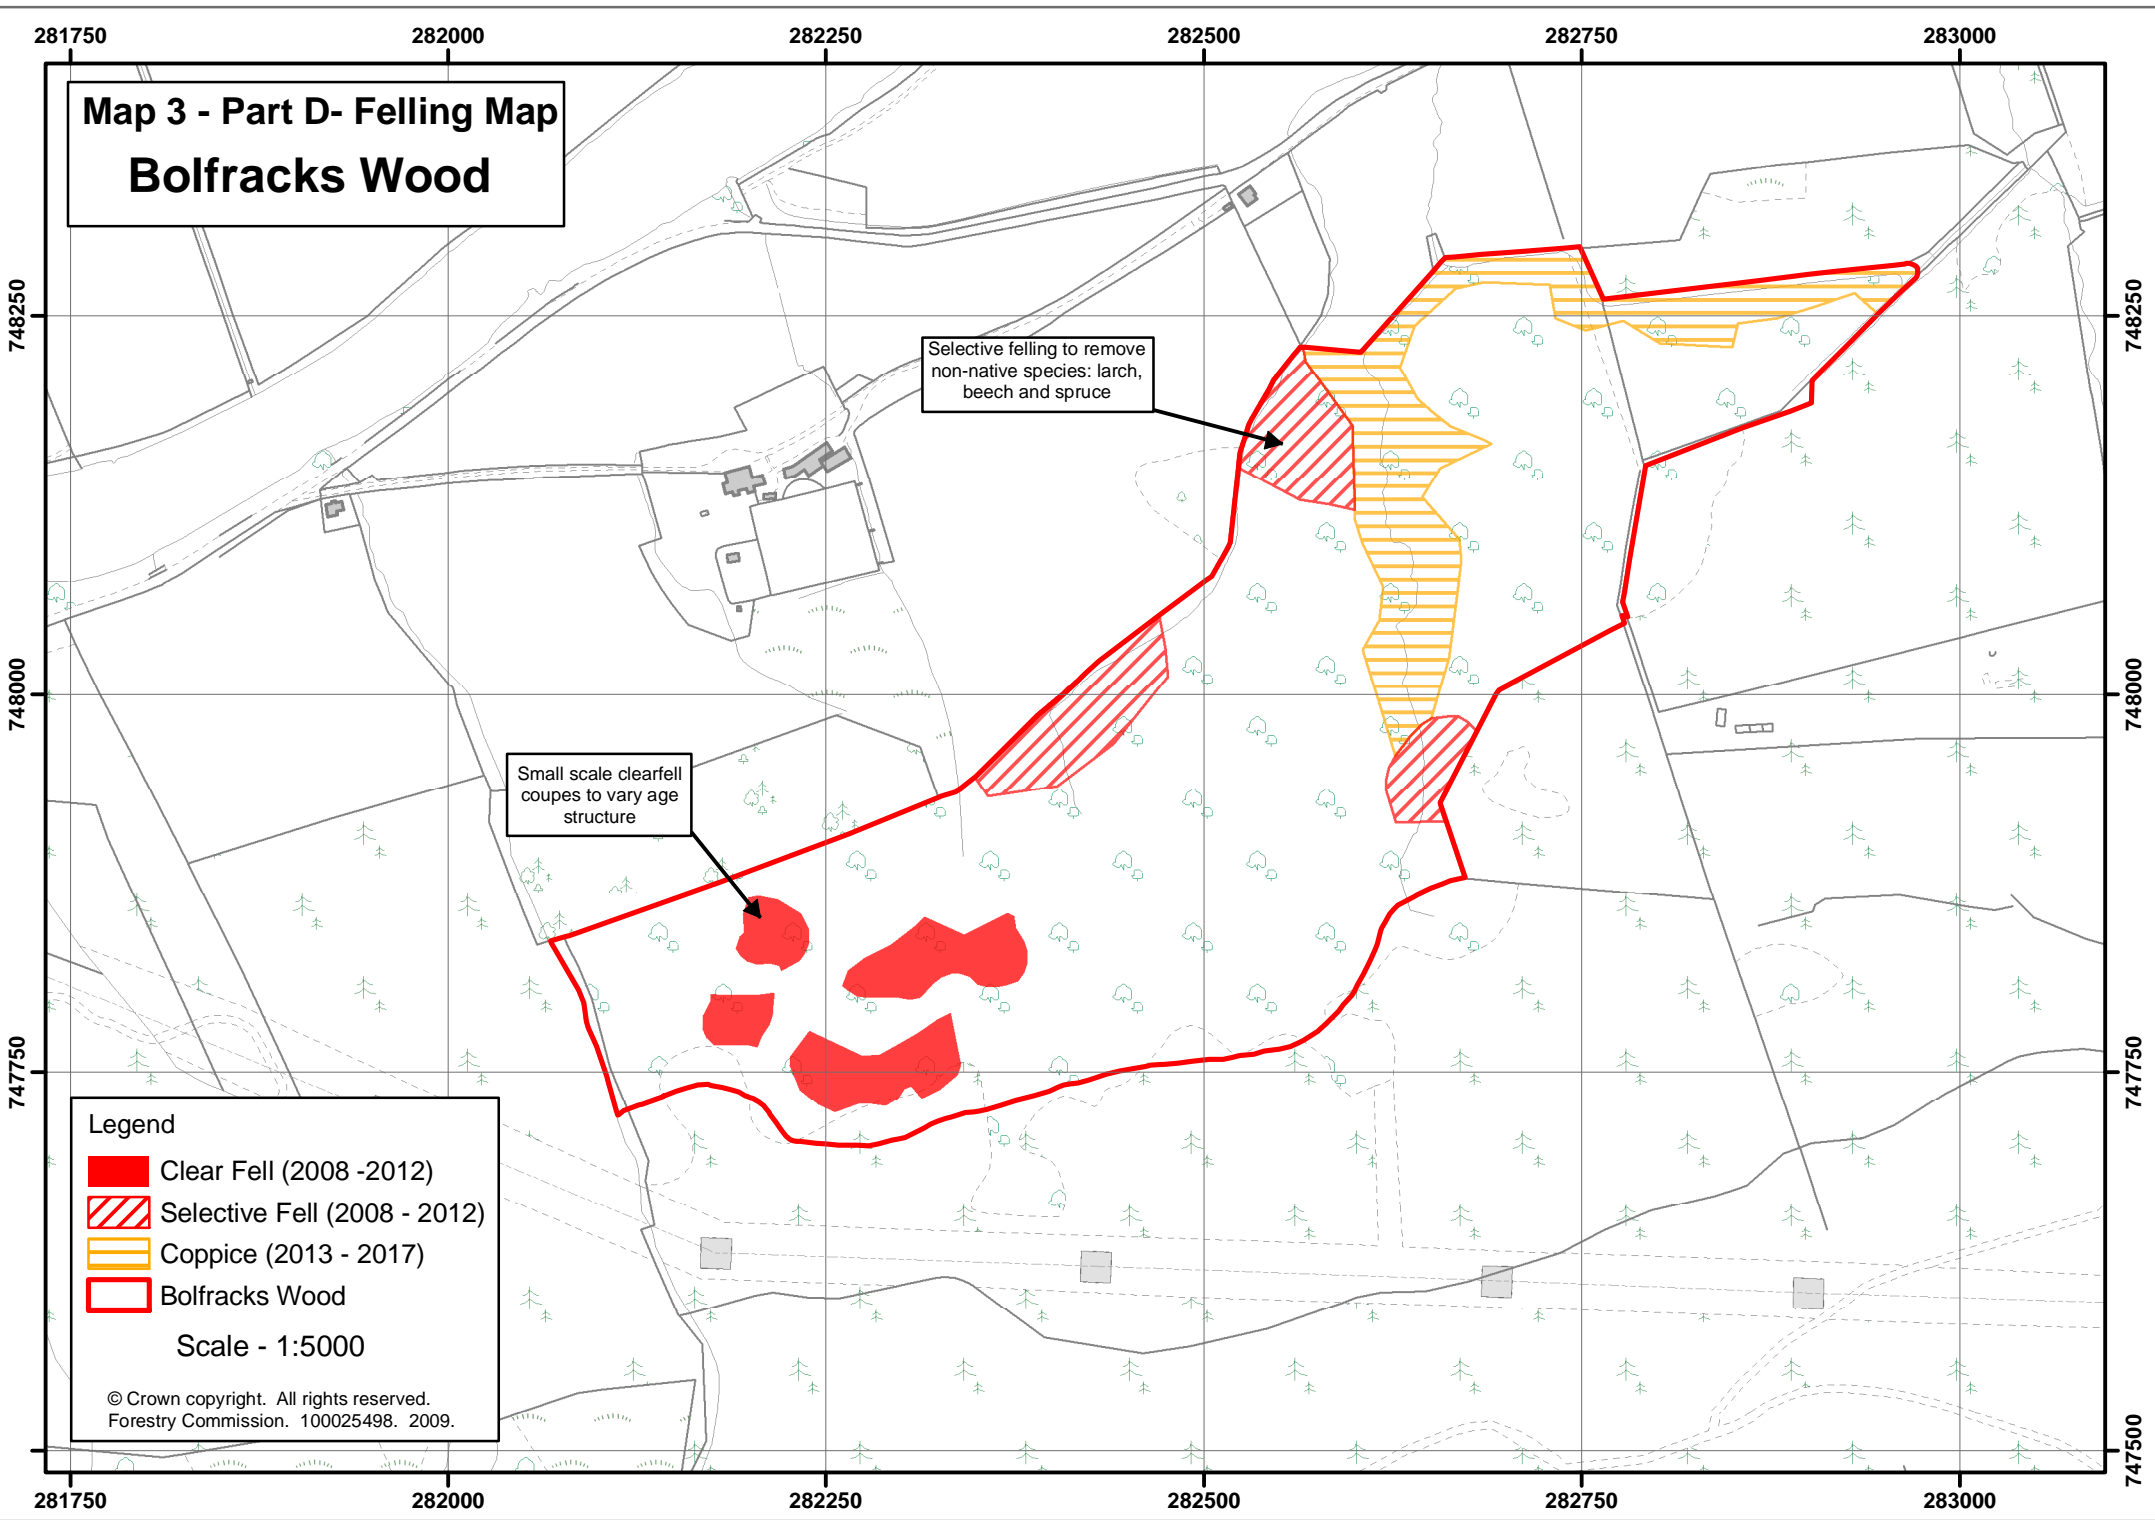 281750 282000 282250 282500 282750 283000
Map 3 - Part D- Felling Map
Bolfracks Wood
748250 748250
Selective felling to remove
non-native species: larch,
beech and spruce
748000 748000
Small scale clearfell
coupes to vary age
structure
747750 747750
Legend
Clear Fell (2008 -2012)
Selective Fell (2008 - 2012)
Coppice (2013 - 2017)
Bolfracks Wood
Scale - 1:5000
© Crown copyright. All rights reserved.
Forestry Commission. 100025498. 2009.
747500
281750 282000 282250 282500 282750 283000